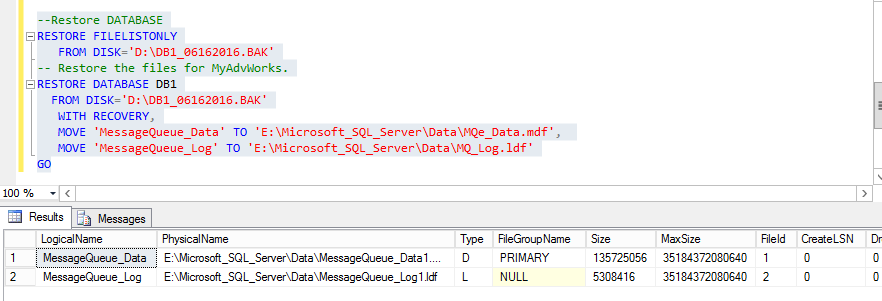 --Restore DATABASE
RESTORE FILELISTONLY
FROM DISK='D:\DB1_06162016.BAK'
-- Restore the files for MyAdvWorks.
RESTORE DATABASE DB1
FROM DISK='D:\DB1_06162016.BAK'
WITH RECOVERY,
MOVE 'MessageQueue_Data' TO 'E:\Microsoft_SQL_Server\Data\MQe_Data.mdf',
MOVE 'MessageQueue_Log' TO 'E:\Microsoft_SQL_Server\Data\MQ_Log.ldf'
GO
100 %
Results Messages
LogicalName PhysicalName Type FileGroupName Size MaxSize FileId CreateLSN
1 MessageQueue_Data E:\Microsoft_SQL_Server\Data\MessageQueue_Data1.... D PRIMARY 135725056 35184372080640 1 0 0
2 MessageQueue_Log E:\Microsoft_SQL_Server\Data\MessageQueue_Log1.ldf L NULL 5308416 35184372080640 2 0 0